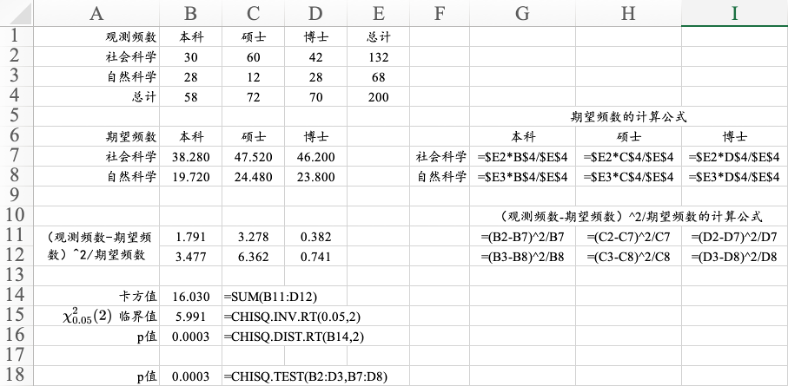 A B C D E F G H I
1 观测频数 本科 硕士 博士 总计
2 社会科学 30 60 42 132
3 自然科学 28 12 28 68
4 总计 58 72 70 200
5 期望频数的计算公式
6 期望频数 本科 硕士 博士 本科 硕士 博士
7 社会科学 38.280 47.520 46.200 社会科学 =$E2*B$4/$E$4 =$E2*C$4/$E$4 =$E2*D$4/$E$4
8 自然科学 19.720 24.480 23.800 自然科学 =$E3*B$4/$E$4 =$E3*C$4/$E$4 =$E3*D$4/$E$4
9
10 (观测频数-期望频数)^2/期望频数的计算公式
11 (观测频数-期望频 1.791 3.278 0.382 =(B2-B7)^2/B7 =(C2-C7)^2/C7 =(D2-D7)^2/D7
12 数)^2/期望频数 3.477 6.362 0.741 =(B3-B8)^2/B8 =(C3-C8)^2/C8 =(D3-D8)^2/D8
13
14 卡方值 16.030 =SUM(B11:D12)
15 χ²0.05(2) 临界值 5.991 =CHISQ.INV.RT(0.05,2)
16 p值 0.0003 =CHISQ.DIST.RT(B14,2)
17
18 p值 0.0003 =CHISQ.TEST(B2:D3,B7:D8)